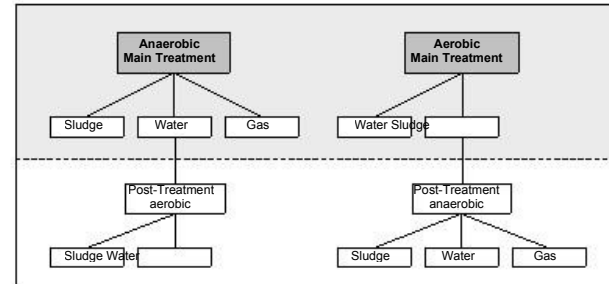 Anaerobic
Main Treatment
Aerobic
Main Treatment
Sludge
Water
Gas
Water Sludge
Post-Treatment
aerobic
Post-Treatment
anaerobic
Sludge Water
Sludge
Water
Gas